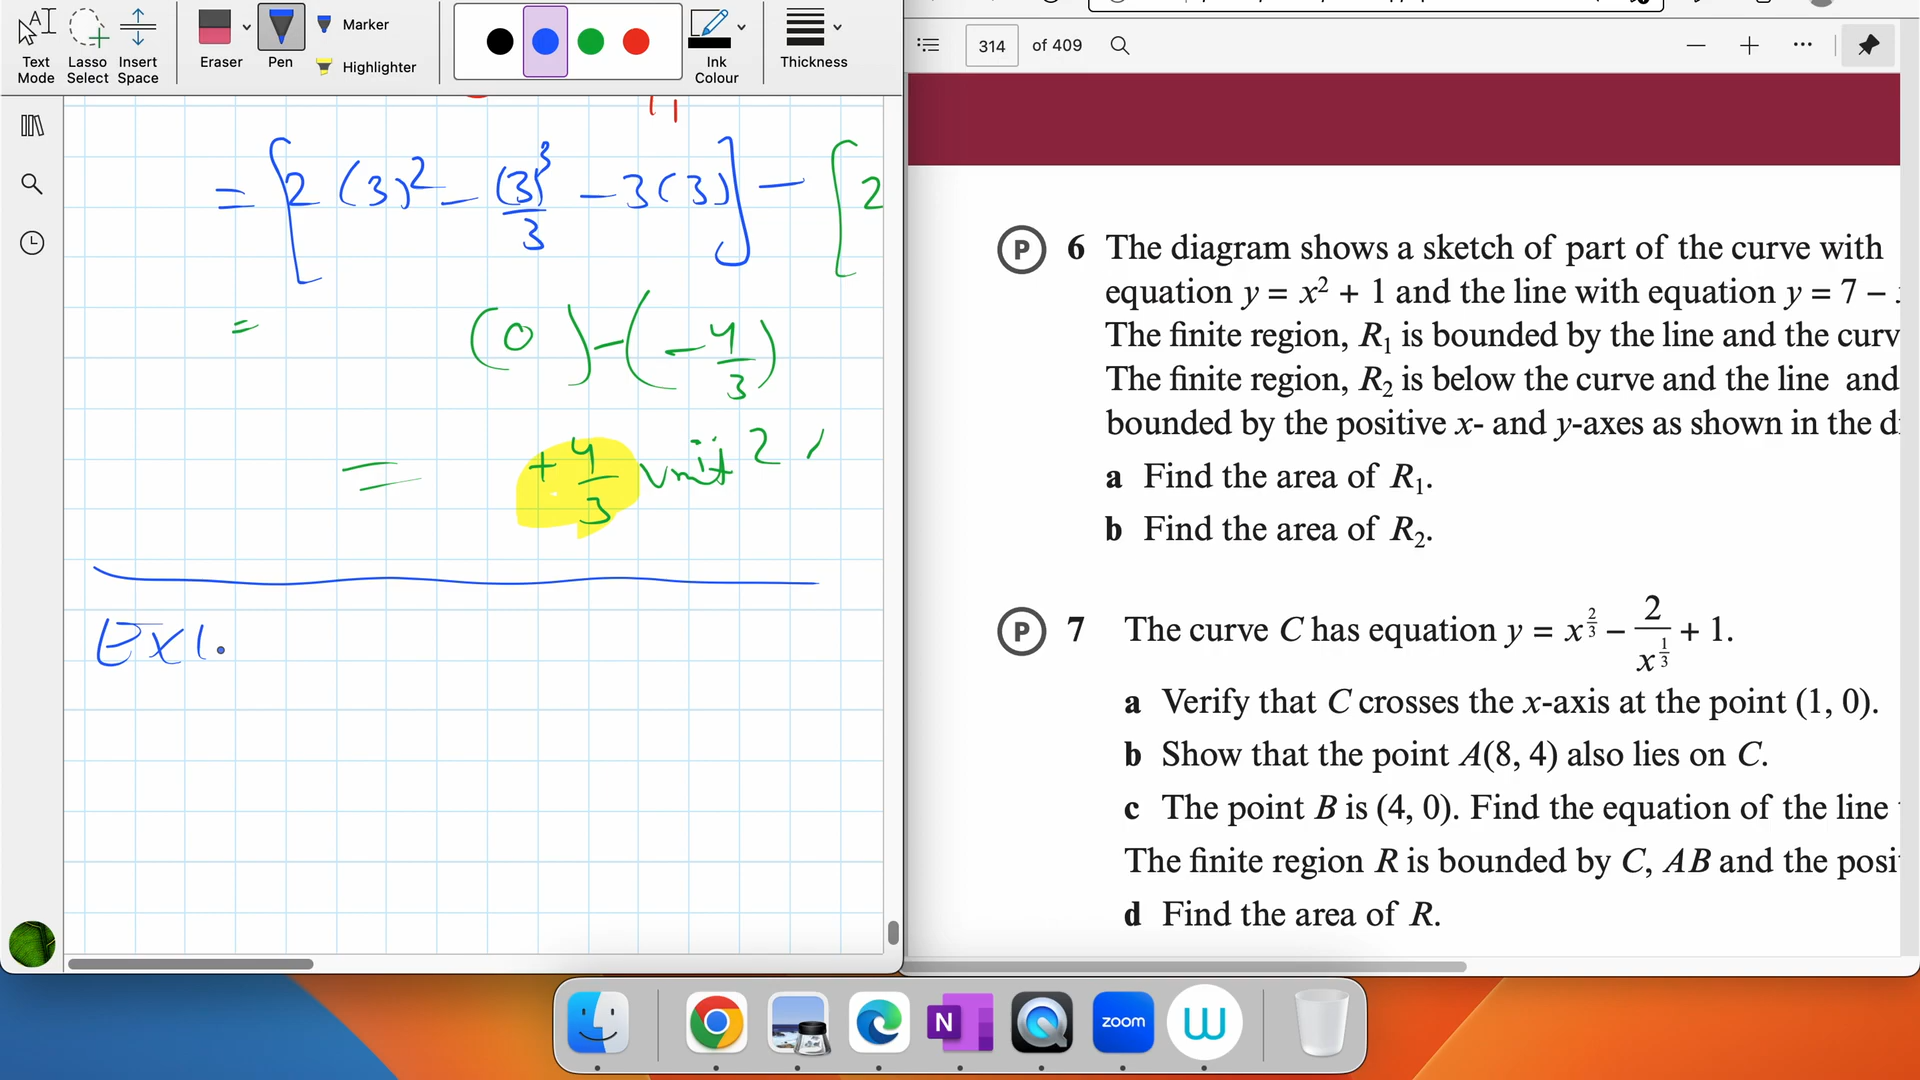 Text Mode
Lasso Select
Insert Space
Eraser
Pen
Marker
Highlighter
Ink Colour
Thickness
= [2 (3)² - (3)³/3 - 3(3)] - [2
= (0) - (-4/3)
= +4/3 unit 2
Ex1.
314 of 409
P 6 The diagram shows a sketch of part of the curve with
equation y = x² + 1 and the line with equation y = 7 –
The finite region, R₁ is bounded by the line and the curv
The finite region, R₂ is below the curve and the line and
bounded by the positive x- and y-axes as shown in the d
a Find the area of R₁.
b Find the area of R₂.
P 7 The curve C has equation y = x^(2/3) – 2/x^(1/3) + 1.
a Verify that C crosses the x-axis at the point (1, 0).
b Show that the point A(8, 4) also lies on C.
c The point B is (4, 0). Find the equation of the line
The finite region R is bounded by C, AB and the posi
d Find the area of R.
N
zoom